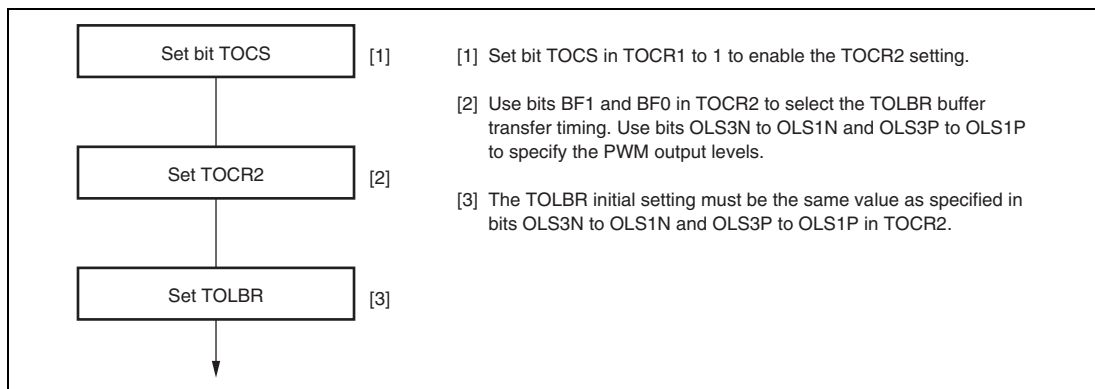 Set bit TOCS
[1]
[1] Set bit TOCS in TOCR1 to 1 to enable the TOCR2 setting.
[2] Use bits BF1 and BF0 in TOCR2 to select the TOLBR buffer
transfer timing. Use bits OLS3N to OLS1N and OLS3P to OLS1P
to specify the PWM output levels.
Set TOCR2
[2]
[3] The TOLBR initial setting must be the same value as specified in
bits OLS3N to OLS1N and OLS3P to OLS1P in TOCR2.
Set TOLBR
[3]